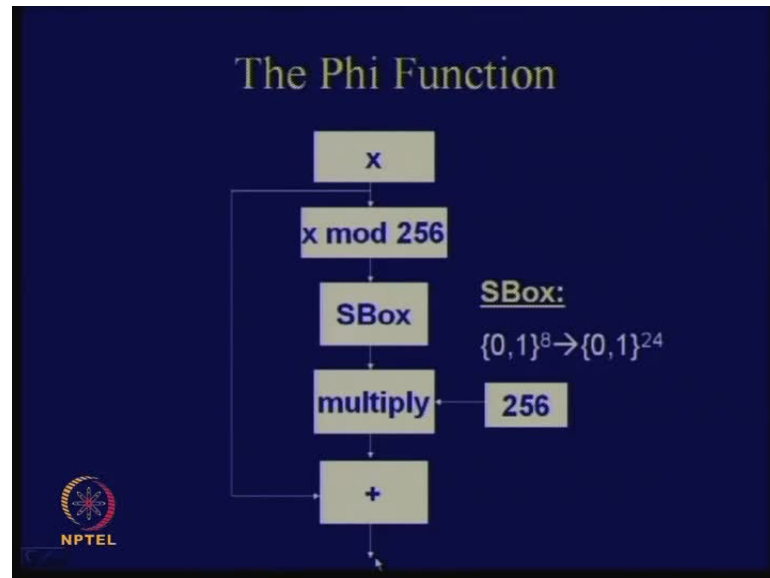 The Phi Function
x
x mod 256
SBox
SBox:
{0,1}⁸→{0,1}²⁴
multiply
256
+
NPTEL